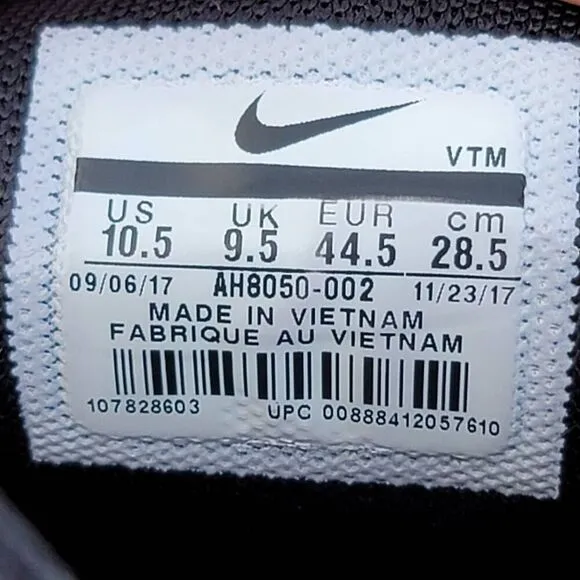 VTM
US UK EUR cm
10.5 9.5 44.5 28.5
09/06/17 AH8050-002 11/23/17
MADE IN VIETNAM
FABRIQUE AU VIETNAM
107828603 UPC 00888412057610